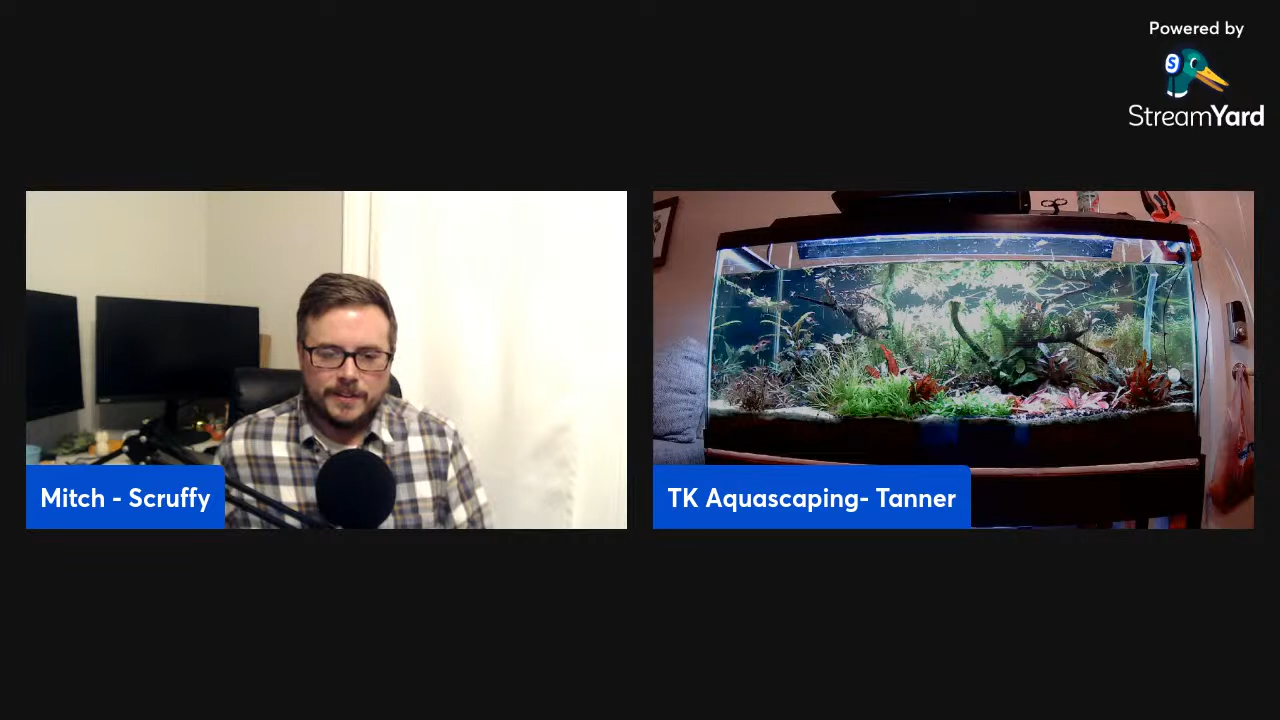 Powered by
S
StreamYard
Mitch - Scruffy
TK Aquascaping- Tanner